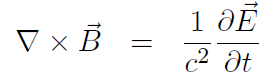 ∇ × B⃗ = 1/c² ∂E⃗/∂t